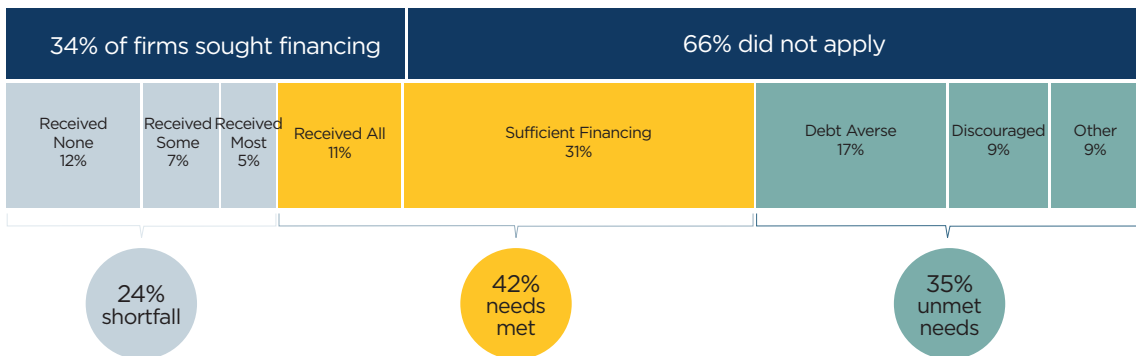 34% of firms sought financing
66% did not apply
Received
None
12%
Received
Some
7%
Received
Most
5%
Received All
11%
Sufficient Financing
31%
Debt Averse
17%
Discouraged
9%
Other
9%
24%
shortfall
42%
needs
met
35%
unmet
needs